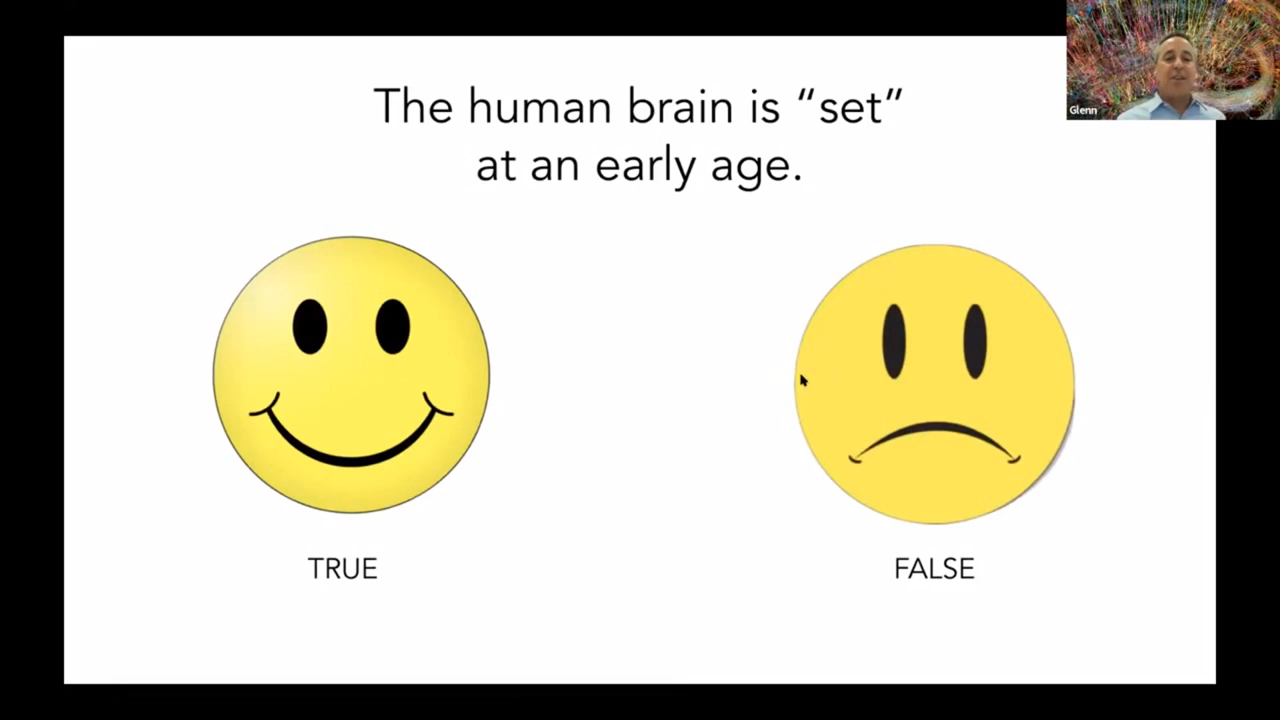 The human brain is “set”
at an early age.
Glenn
TRUE
FALSE